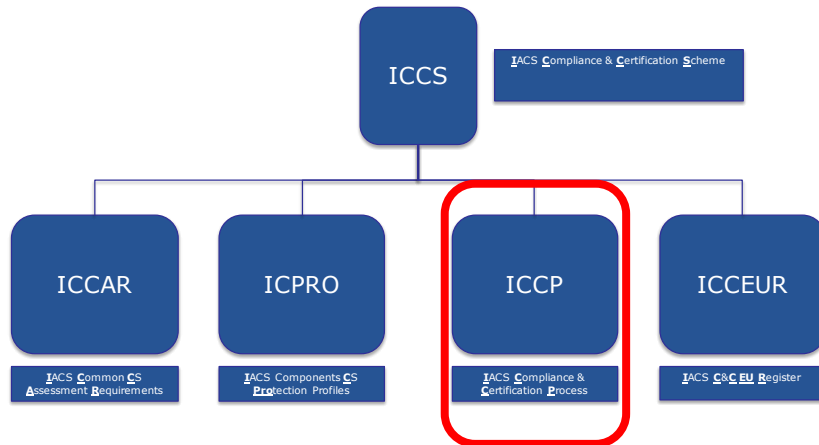 ICCS
IACS Compliance & Certification Scheme
ICCAR
ICPRO
ICCP
ICCEUR
IACS Common CS
Assessment Requirements
IACS Components CS
Protection Profiles
IACS Compliance &
Certification Process
IACS C&C EU Register